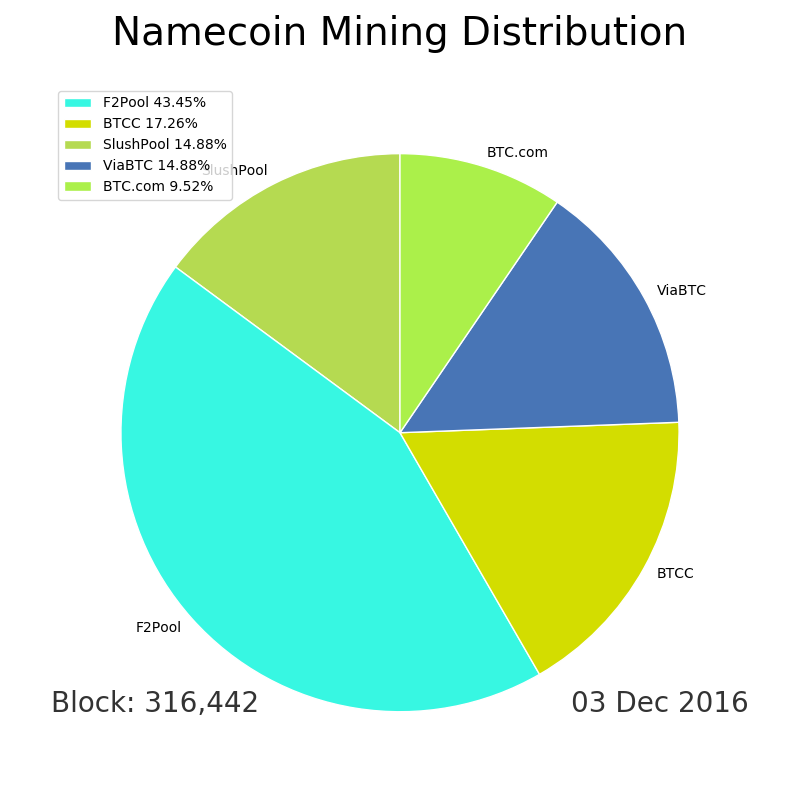 Namecoin Mining Distribution
F2Pool 43.45%
BTCC 17.26%
SlushPool 14.88%
ViaBTC 14.88%
BTC.com 9.52%
SlushPool
BTC.com
ViaBTC
BTCC
F2Pool
Block: 316,442
03 Dec 2016